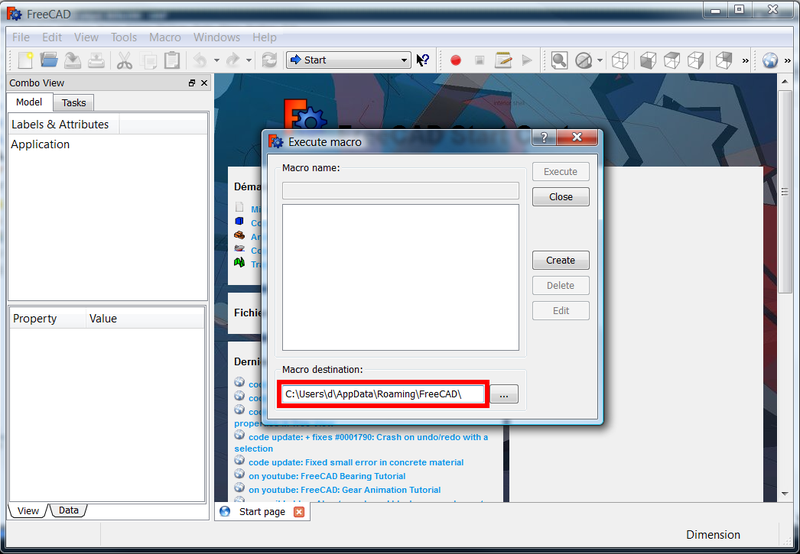 FreeCAD
File Edit View Tools Macro Windows Help
Start
Combo View
Model Tasks
Labels & Attributes
Application
Property Value
View Data
Execute macro
Macro name:
Execute
Close
Create
Delete
Edit
Macro destination:
C:\Users\d\AppData\Roaming\FreeCAD\
...
code update: + fixes #0001790: Crash on undo/redo with a
selection
code update: Fixed small error in concrete material
on youtube: FreeCAD Bearing Tutorial
on youtube: FreeCAD: Gear Animation Tutorial
Start page
Dimension